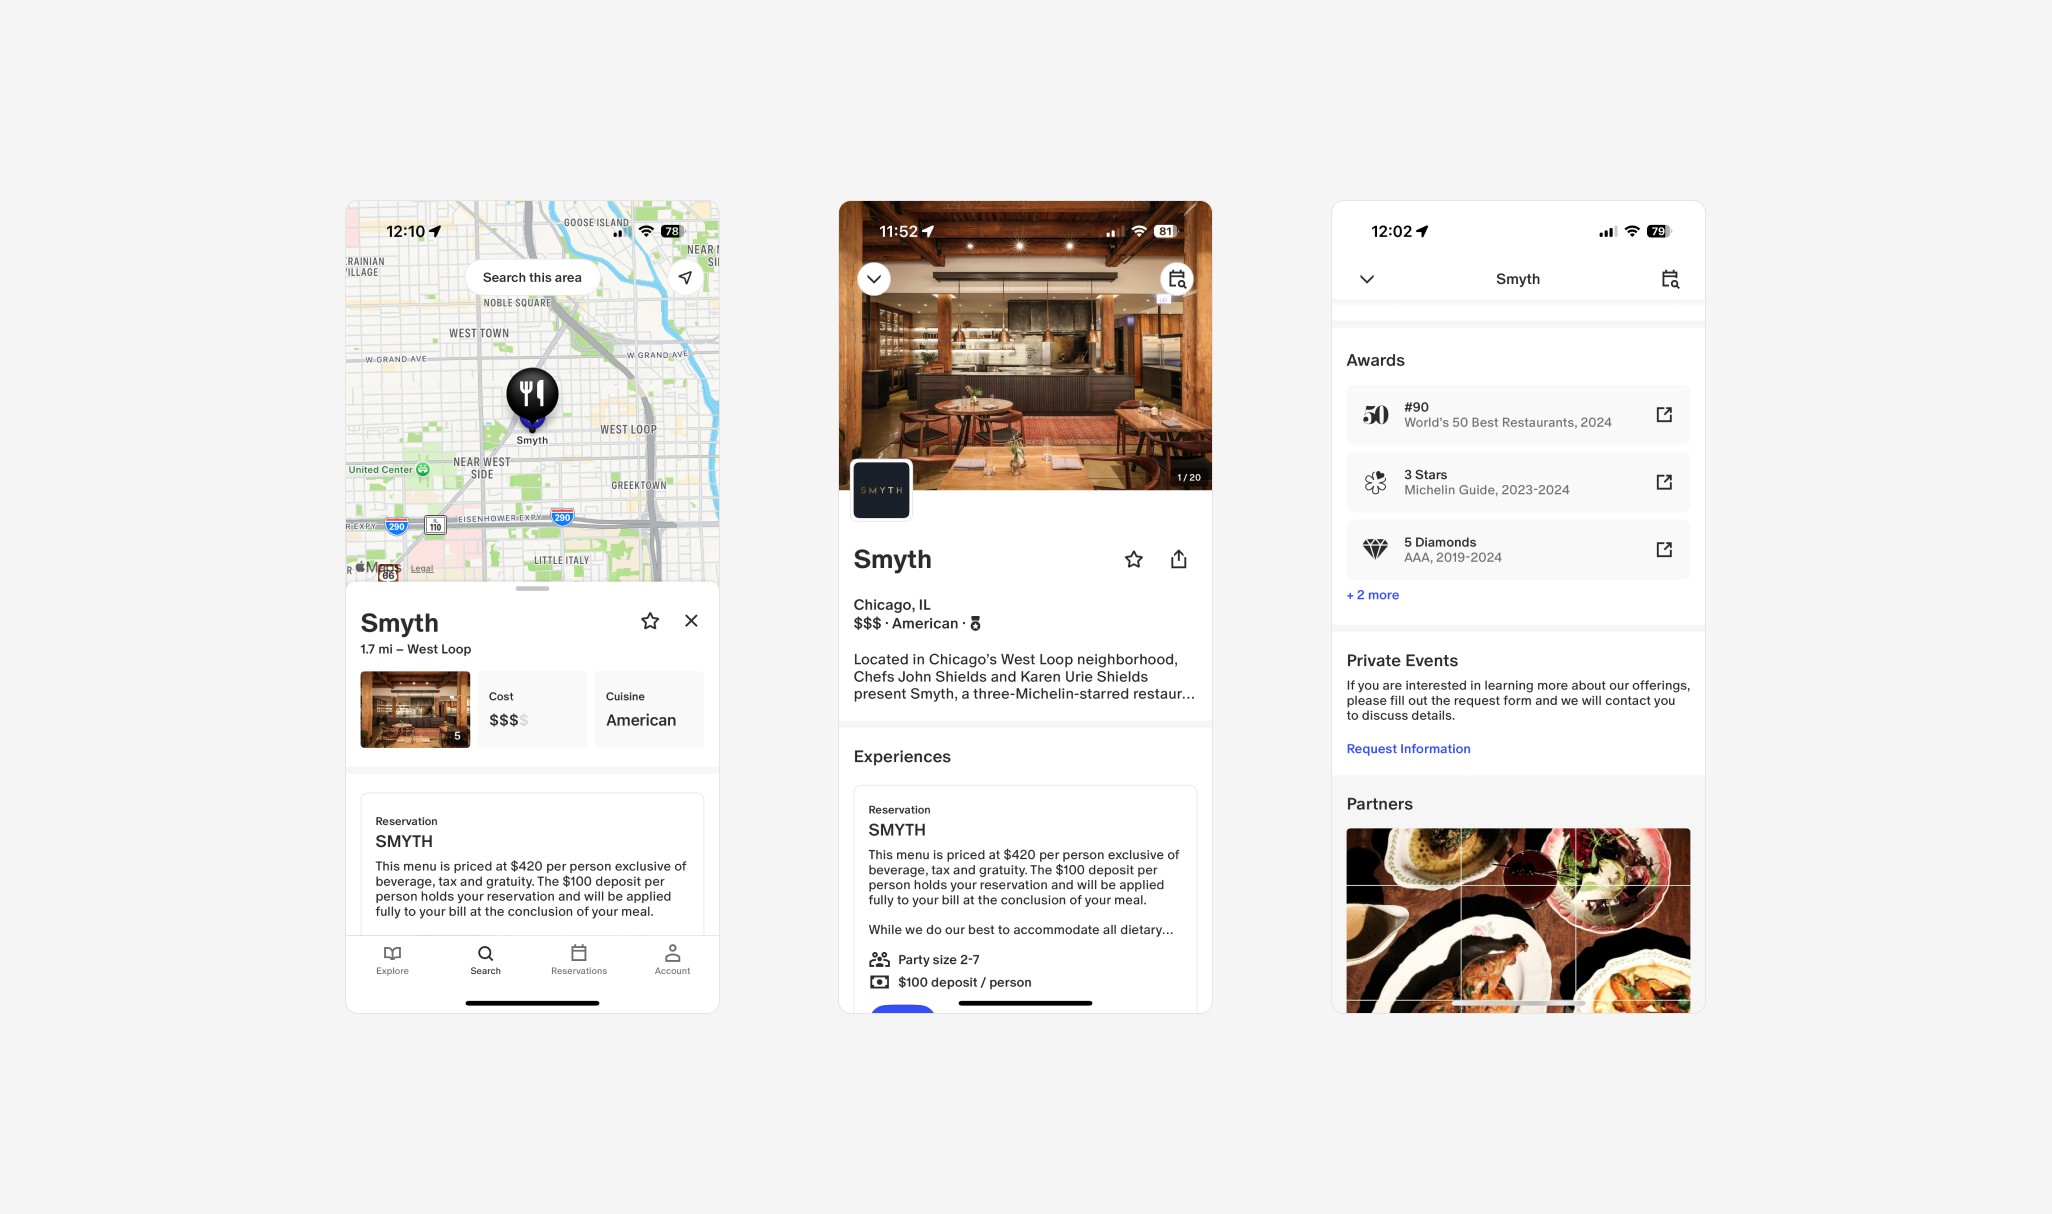 12:10
78
GOOSE ISLAND
NEAR N
SI
KRAINIAN
VILLAGE
Search this area
NOBLE SQUARE
WEST TOWN
W GRAND AVE
W GRAND AVE
Smyth
WEST LOOP
United Center
NEAR WEST
SIDE
GREEKTOWN
R EXPY
290
IL
110
EISENHOWER EXPY
290
LITTLE ITALY
Maps
66
Legal
Smyth
1.7 mi – West Loop
5
Cost
$$$$
Cuisine
American
Reservation
SMYTH
This menu is priced at $420 per person exclusive of
beverage, tax and gratuity. The $100 deposit per
person holds your reservation and will be applied
fully to your bill at the conclusion of your meal.
Explore
Search
Reservations
Account
11:52
81
1 / 20
SMYTH
Smyth
Chicago, IL
$$$ · American ·
Located in Chicago's West Loop neighborhood,
Chefs John Shields and Karen Urie Shields
present Smyth, a three-Michelin-starred restaur...
Experiences
Reservation
SMYTH
This menu is priced at $420 per person exclusive of
beverage, tax and gratuity. The $100 deposit per
person holds your reservation and will be applied
fully to your bill at the conclusion of your meal.
While we do our best to accommodate all dietary...
Party size 2-7
$100 deposit / person
12:02
79
Smyth
Awards
50
#90
World's 50 Best Restaurants, 2024
3 Stars
Michelin Guide, 2023-2024
5 Diamonds
AAA, 2019-2024
+ 2 more
Private Events
If you are interested in learning more about our offerings,
please fill out the request form and we will contact you
to discuss details.
Request Information
Partners